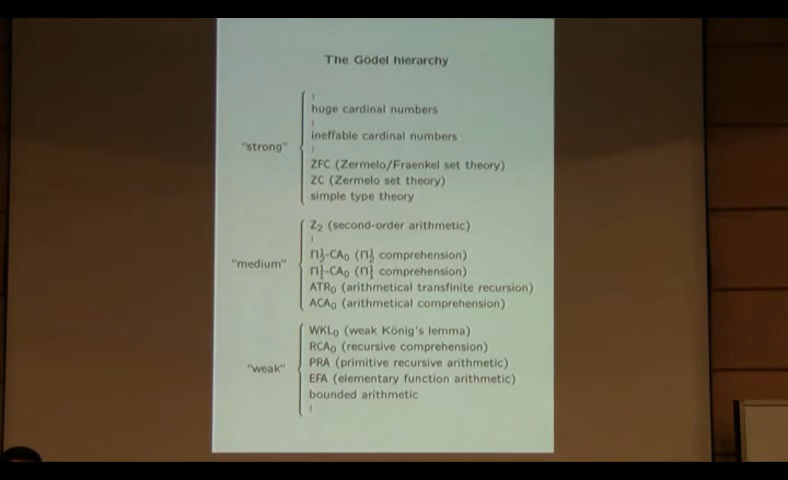 The Gödel hierarchy
"strong"
⋮
huge cardinal numbers
⋮
ineffable cardinal numbers
⋮
ZFC (Zermelo/Fraenkel set theory)
ZC (Zermelo set theory)
simple type theory
"medium"
Z₂ (second-order arithmetic)
⋮
Π¹₂-CA₀ (Π¹₂ comprehension)
Π¹₁-CA₀ (Π¹₁ comprehension)
ATR₀ (arithmetical transfinite recursion)
ACA₀ (arithmetical comprehension)
"weak"
WKL₀ (weak König's lemma)
RCA₀ (recursive comprehension)
PRA (primitive recursive arithmetic)
EFA (elementary function arithmetic)
bounded arithmetic
⋮